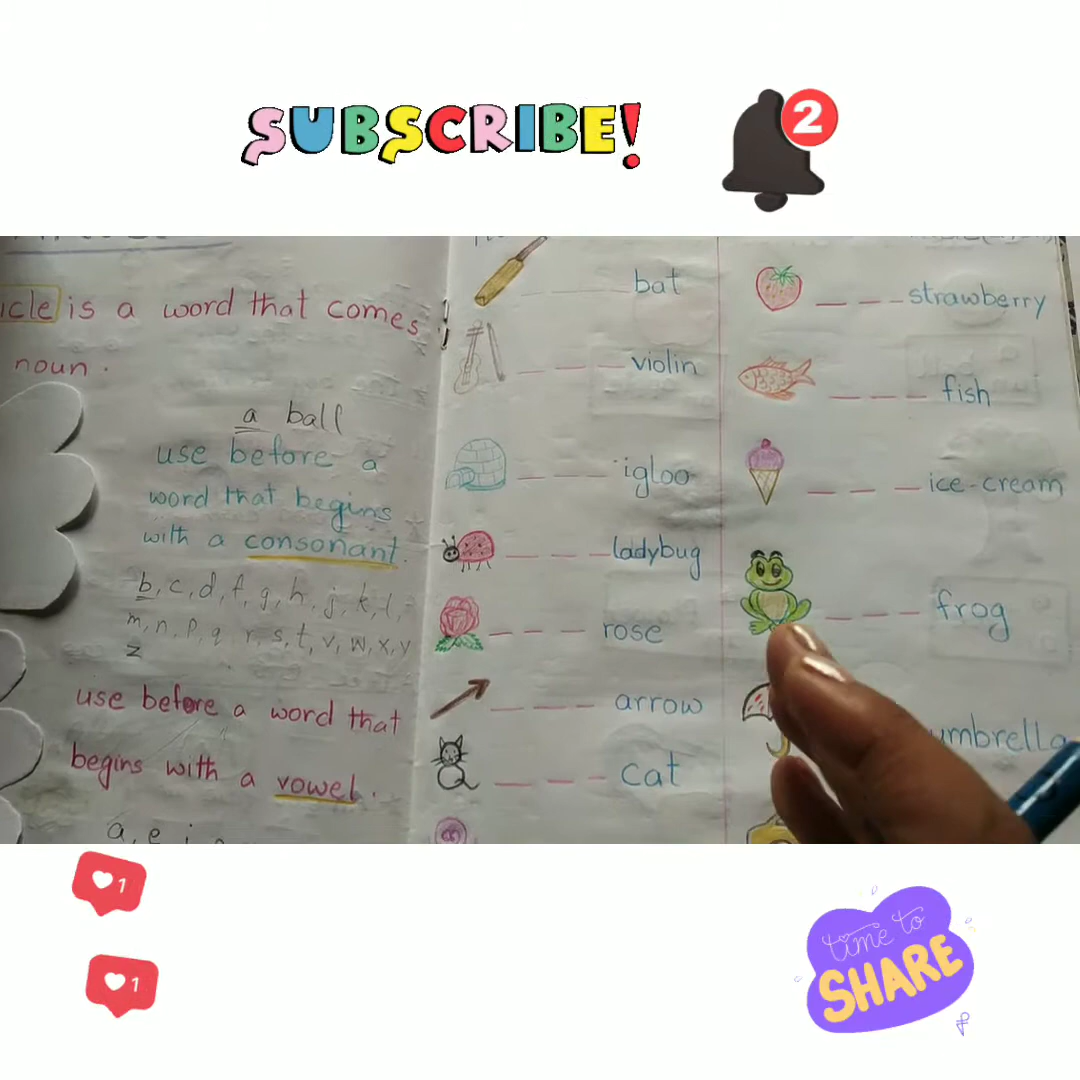 SUBSCRIBE!
2
icle is a word that comes
noun.
a ball
use before a
word that begins
with a consonant.
b, c, d, f, g, h, j, k, l,
m, n, p, q, r, s, t, v, w, x, y
z
use before a word that
begins with a vowel.
a, e, i
bat
violin
igloo
ladybug
rose
arrow
cat
strawberry
fish
ice-cream
frog
umbrella
1
1
time to
SHARE